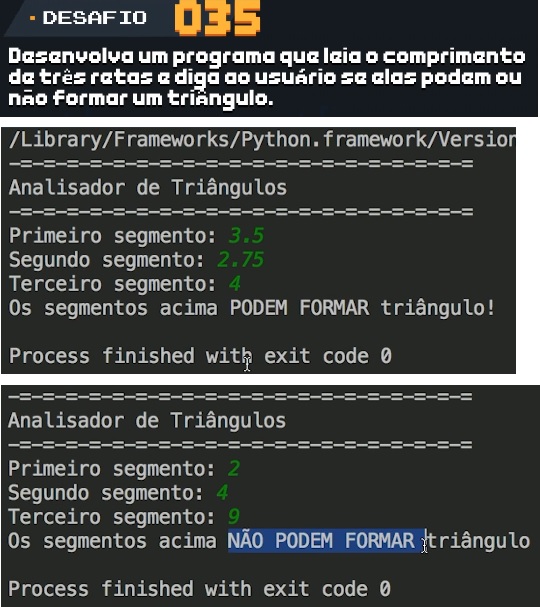 DESAFIO 035
Desenvolva um programa que leia o comprimento
de três retas e diga ao usuário se elas podem ou
não formar um triângulo.
/Library/Frameworks/Python.framework/Version
-=-=-=-=-=-=-=-=-=-=-=-=-=-=-=-=-=-=-=-=
Analisador de Triângulos
-=-=-=-=-=-=-=-=-=-=-=-=-=-=-=-=-=-=-=-=
Primeiro segmento: 3.5
Segundo segmento: 2.75
Terceiro segmento: 4
Os segmentos acima PODEM FORMAR triângulo!
Process finished with exit code 0
-=-=-=-=-=-=-=-=-=-=-=-=-=-=-=-=-=-=-=-=
Analisador de Triângulos
-=-=-=-=-=-=-=-=-=-=-=-=-=-=-=-=-=-=-=-=
Primeiro segmento: 2
Segundo segmento: 4
Terceiro segmento: 9
Os segmentos acima NÃO PODEM FORMAR triângulo
Process finished with exit code 0